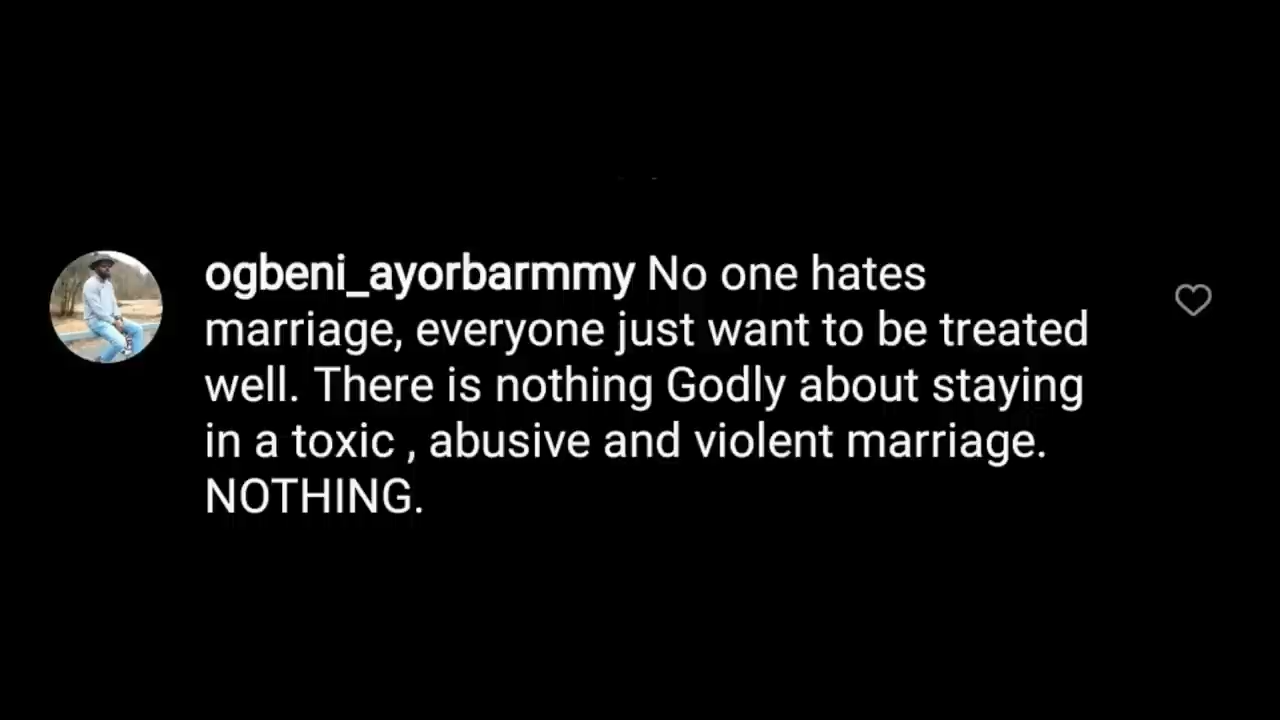 ogbeni_ayorbarmmy No one hates
marriage, everyone just want to be treated
well. There is nothing Godly about staying
in a toxic , abusive and violent marriage.
NOTHING.